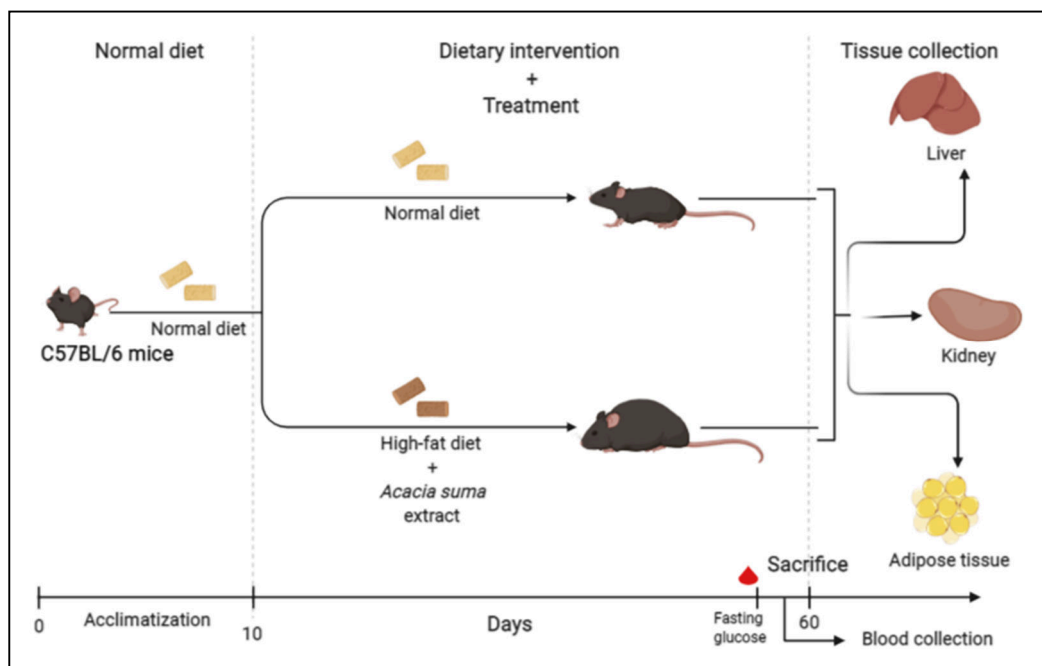 Normal diet
Dietary intervention
+
Treatment
Tissue collection
Liver
Normal diet
Normal diet
C57BL/6 mice
Kidney
High-fat diet
+
Acacia suma
extract
Adipose tissue
Sacrifice
Acclimatization
0
10
Days
Fasting
glucose
60
Blood collection